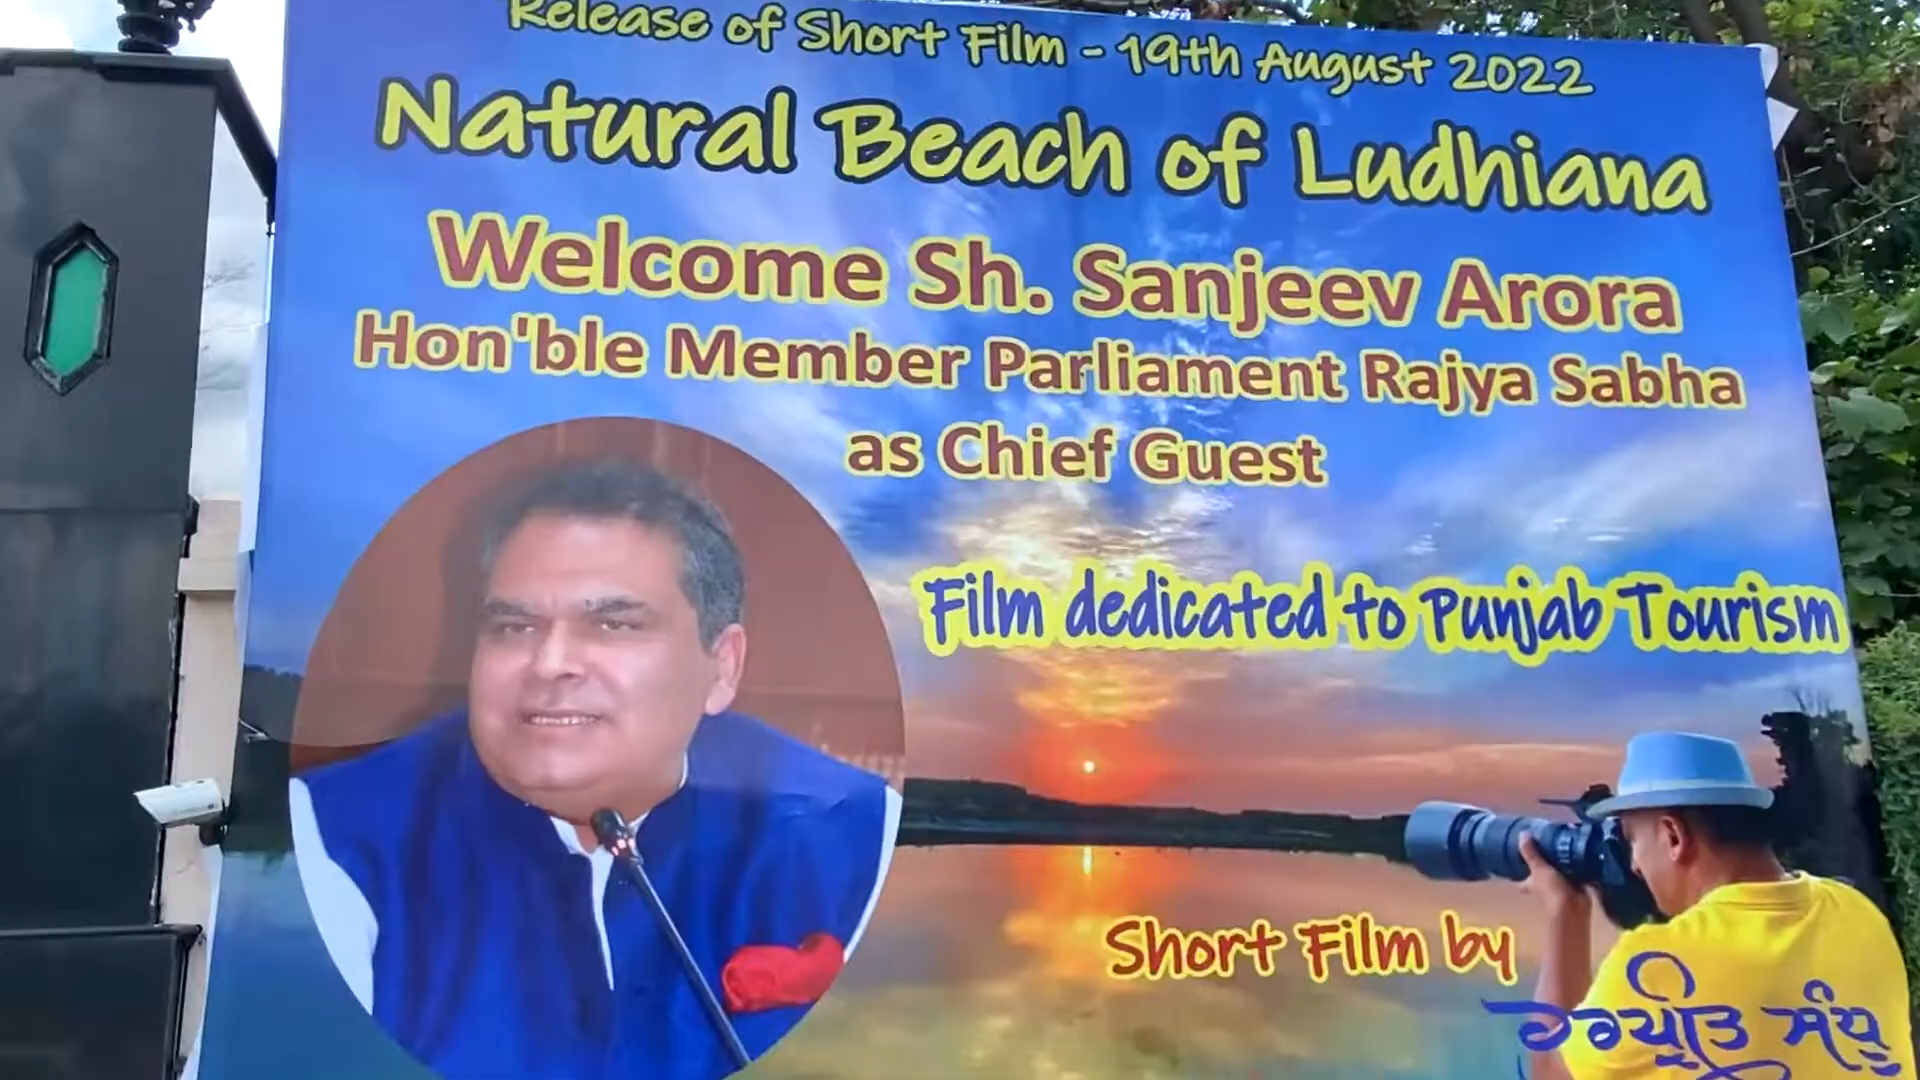 Release of Short Film - 19th August 2022
Natural Beach of Ludhiana
Welcome Sh. Sanjeev Arora
Hon'ble Member Parliament Rajya Sabha
as Chief Guest
Film dedicated to Punjab Tourism
Short Film by
ਹਰਪ੍ਰੀਤ ਸੰਧੂ